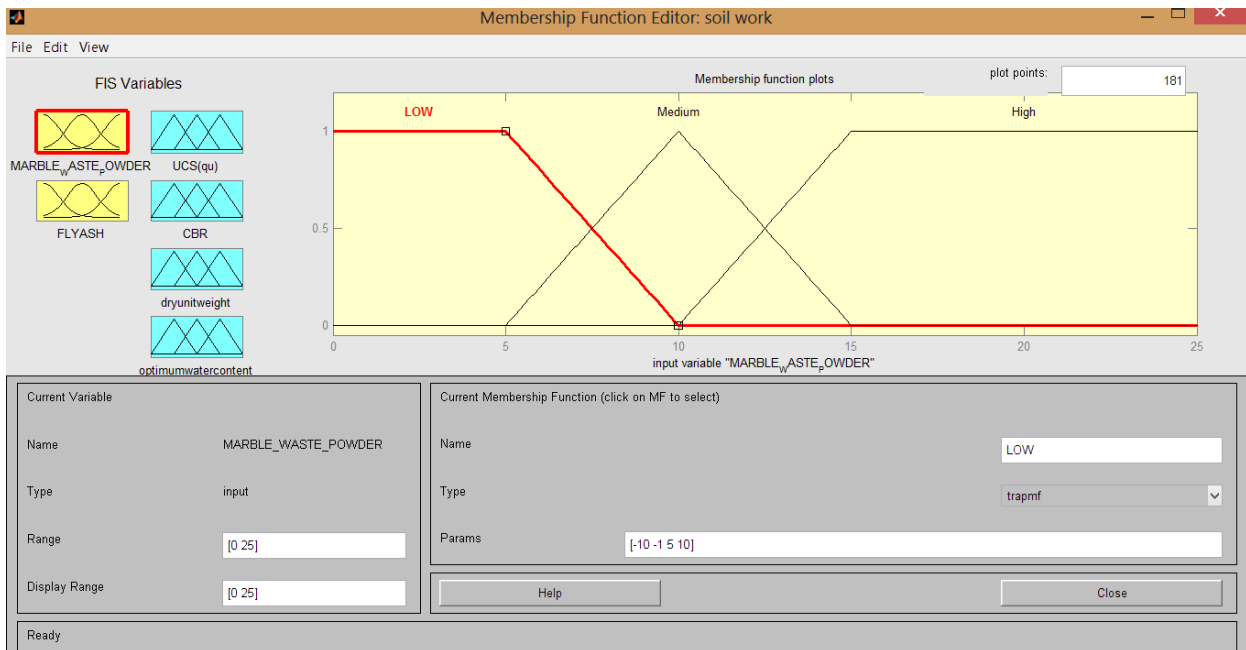 Membership Function Editor: soil work
File Edit View
FIS Variables
Membership function plots
plot points:
181
MARBLE_WASTE_POWDER
UCS(qu)
FLYASH
CBR
dryunitweight
optimumwatercontent
LOW
Medium
High
1
0.5
0
0 5 10 15 20 25
input variable "MARBLE_WASTE_POWDER"
Current Variable
Name MARBLE_WASTE_POWDER
Type input
Range [0 25]
Display Range [0 25]
Current Membership Function (click on MF to select)
Name LOW
Type trapmf
Params [-10 -1 5 10]
Help
Close
Ready